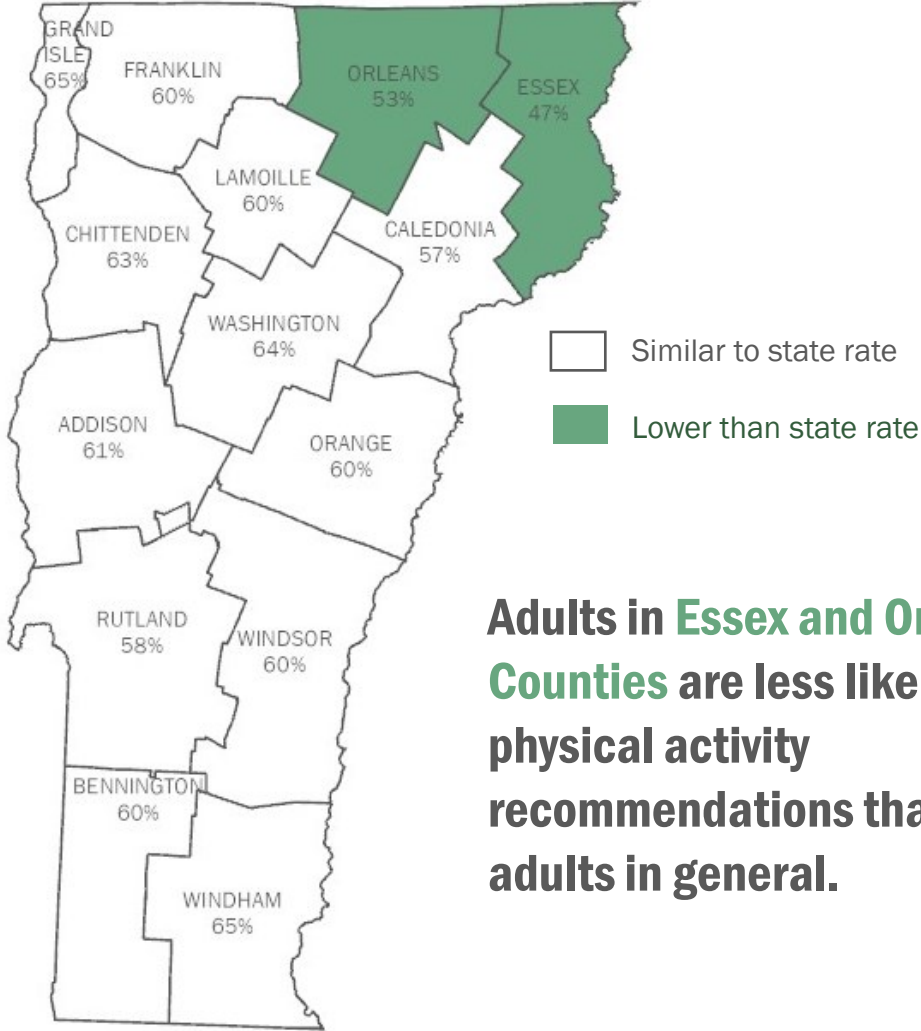 GRAND
ISLE
65%
FRANKLIN
60%
ORLEANS
53%
ESSEX
47%
LAMOILLE
60%
CHITTENDEN
63%
CALEDONIA
57%
WASHINGTON
64%
ADDISON
61%
ORANGE
60%
RUTLAND
58%
WINDSOR
60%
BENNINGTON
60%
WINDHAM
65%
Similar to state rate
Lower than state rate
Adults in Essex and Or
Counties are less like
physical activity
recommendations tha
adults in general.